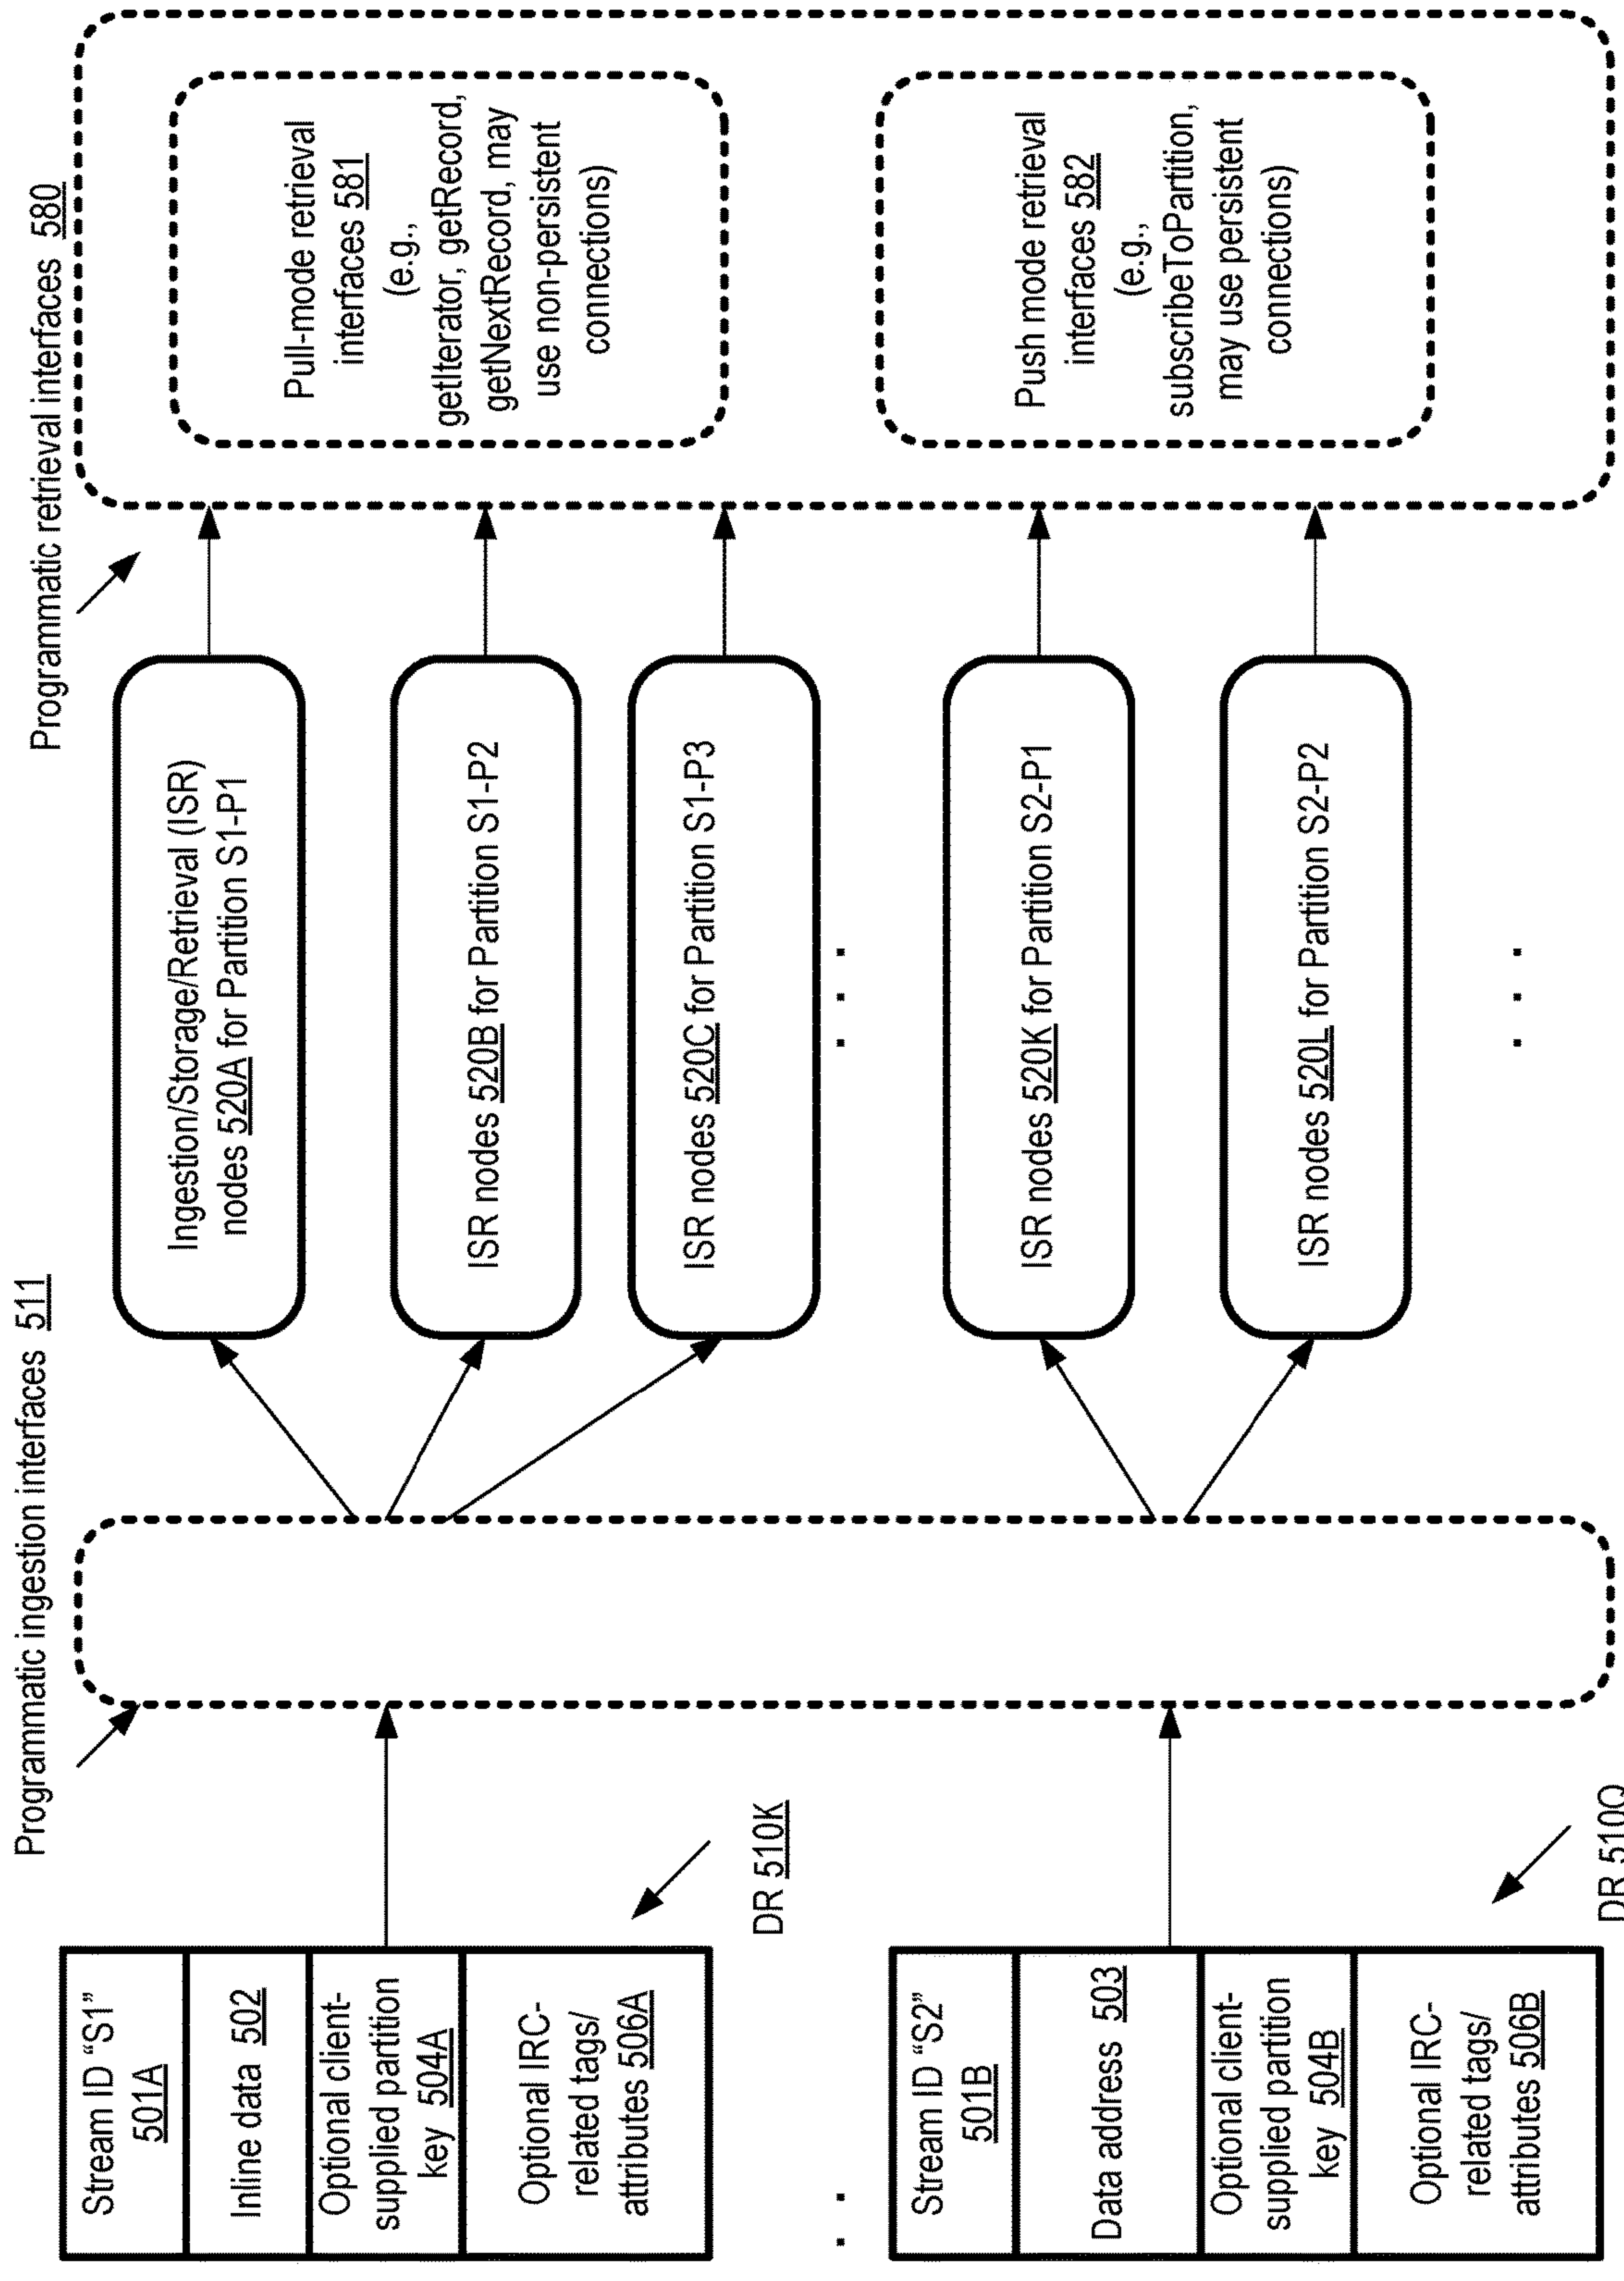 Programmatic ingestion interfaces 511
Programmatic retrieval interfaces 580
Stream ID “S1”
501A
Inline data 502
Optional client-
supplied partition
key 504A
Optional IRC-
related tags/
attributes 506A
DR 510K
Stream ID “S2”
501B
Data address 503
Optional client-
supplied partition
key 504B
Optional IRC-
related tags/
attributes 506B
DR 510Q
Ingestion/Storage/Retrieval (ISR)
nodes 520A for Partition S1-P1
ISR nodes 520B for Partition S1-P2
ISR nodes 520C for Partition S1-P3
ISR nodes 520K for Partition S2-P1
ISR nodes 520L for Partition S2-P2
Pull-mode retrieval
interfaces 581
(e.g.,
getIterator, getRecord,
getNextRecord, may
use non-persistent
connections)
Push mode retrieval
interfaces 582
(e.g.,
subscribeToPartition,
may use persistent
connections)